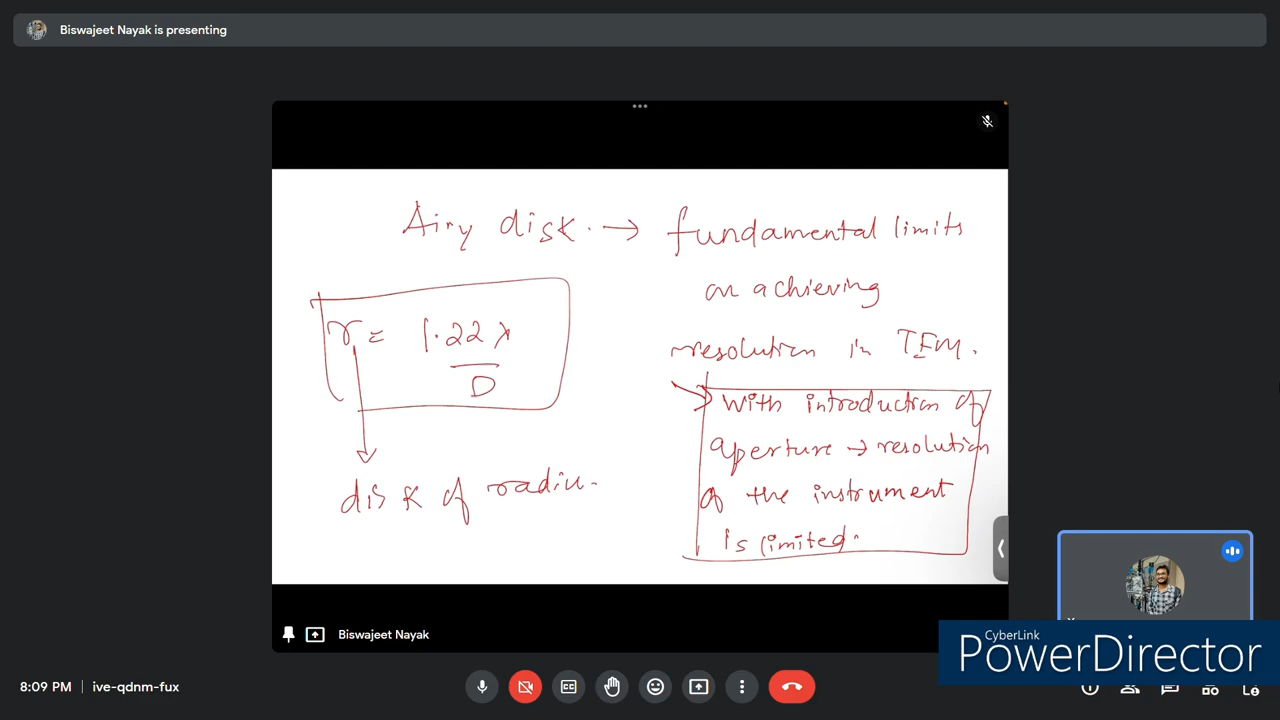 Biswajeet Nayak is presenting
Airy disk. → fundamental limits
on achieving
resolution in TEM.
r = 1.22 λ
D
disk of radiu.
With introduction of
aperture → resolution
of the instrument
is limited.
Biswajeet Nayak
8:09 PM | ive-qdnm-fux
CyberLink
PowerDirector